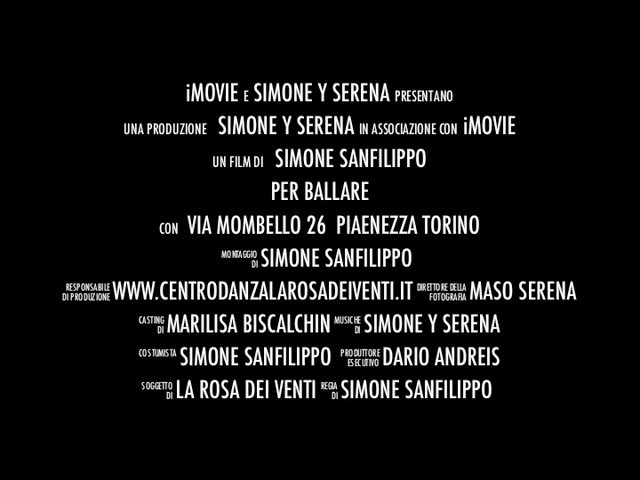 iMOVIE E SIMONE Y SERENA PRESENTANO
UNA PRODUZIONE SIMONE Y SERENA IN ASSOCIAZIONE CON iMOVIE
UN FILM DI SIMONE SANFILIPPO
PER BALLARE
CON VIA MOMBELLO 26 PIAENEZZA TORINO
MONTAGGIO DI SIMONE SANFILIPPO
RESPONSABILE DI PRODUZIONE WWW.CENTRODANZALAROSADEIVENTI.IT DIRETTORE DELLA FOTOGRAFIA MASO SERENA
CASTING DI MARILISA BISCALCHIN MUSICHE DI SIMONE Y SERENA
COSTUMISTA SIMONE SANFILIPPO PRODUTTORE ESECUTIVO DARIO ANDREIS
SOGGETTO DI LA ROSA DEI VENTI REGIA DI SIMONE SANFILIPPO